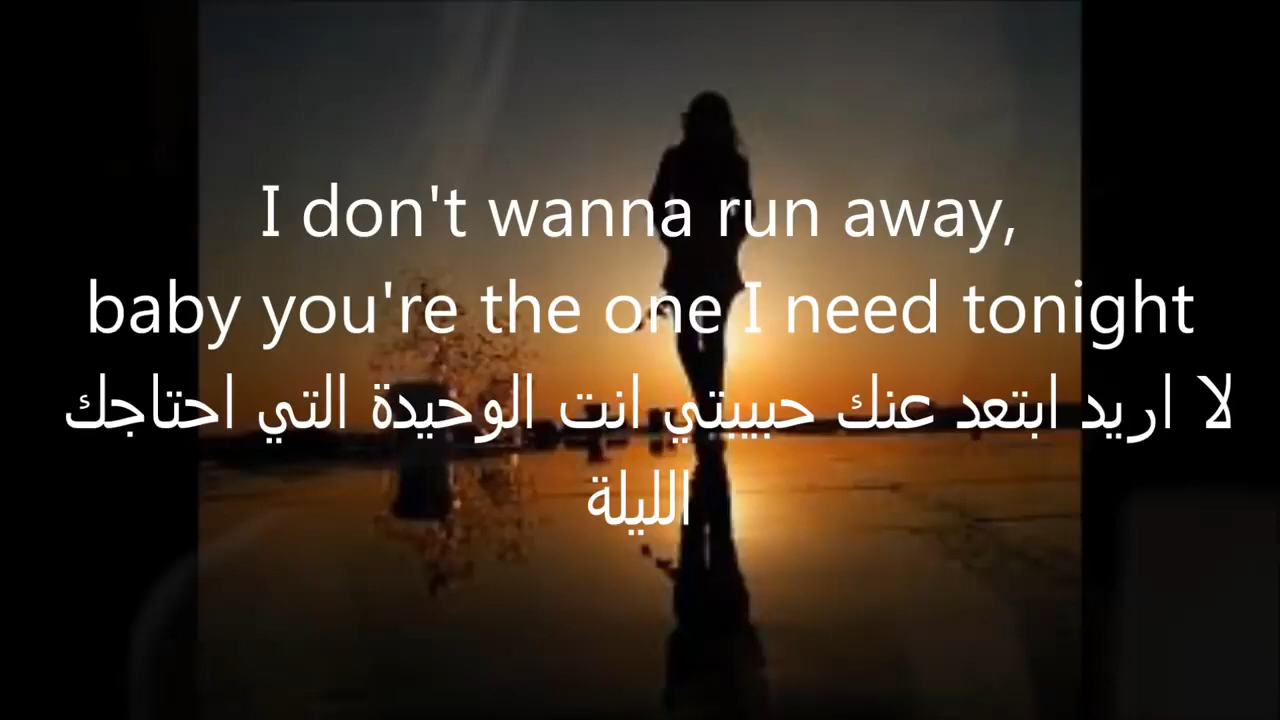 I don't wanna run away,
baby you're the one I need tonight
لا اريد ابتعد عنك حبيبتي انت الوحيدة التي احتاجك
الليلة